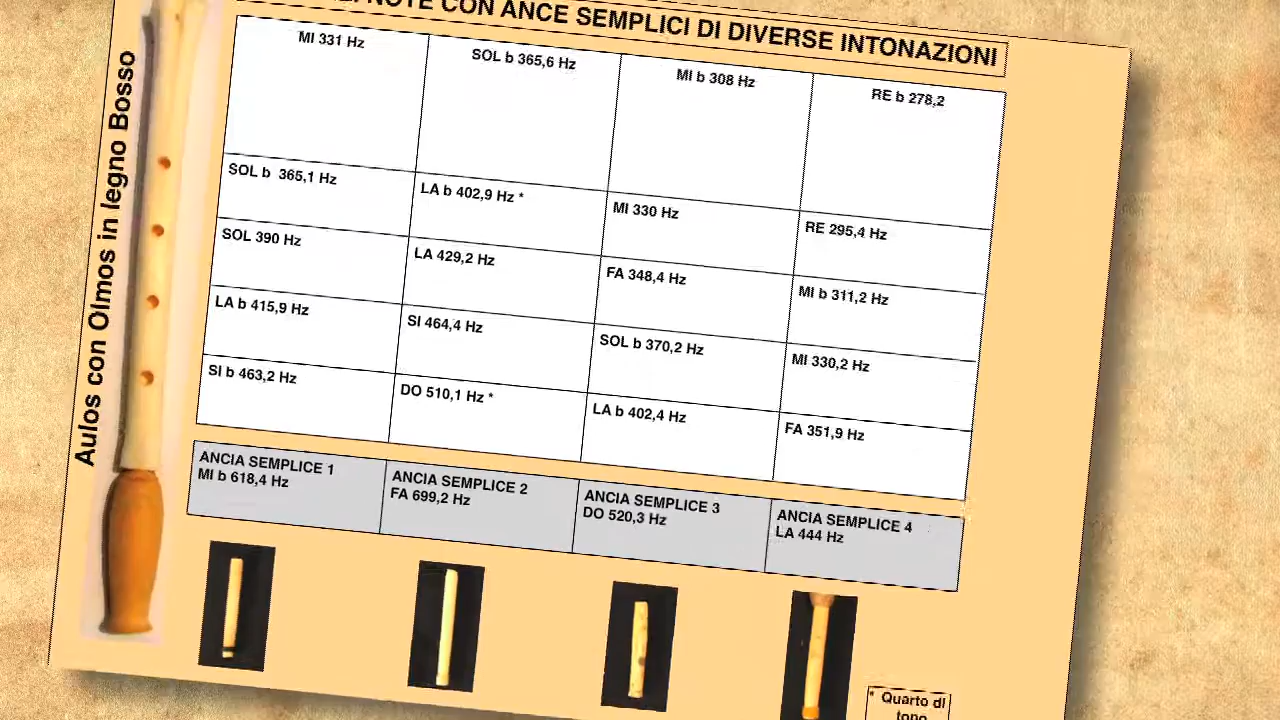 NOTE CON ANCE SEMPLICI DI DIVERSE INTONAZIONI
Aulos con Olmos in legno Bosso
MI 331 Hz
SOL b 365,6 Hz
MI b 308 Hz
RE b 278,2
SOL b 365,1 Hz
LA b 402,9 Hz *
MI 330 Hz
RE 295,4 Hz
SOL 390 Hz
LA 429,2 Hz
FA 348,4 Hz
MI b 311,2 Hz
LA b 415,9 Hz
SI 464,4 Hz
SOL b 370,2 Hz
MI 330,2 Hz
SI b 463,2 Hz
DO 510,1 Hz *
LA b 402,4 Hz
FA 351,9 Hz
ANCIA SEMPLICE 1
MI b 618,4 Hz
ANCIA SEMPLICE 2
FA 699,2 Hz
ANCIA SEMPLICE 3
DO 520,3 Hz
ANCIA SEMPLICE 4
LA 444 Hz
* Quarto di
tono